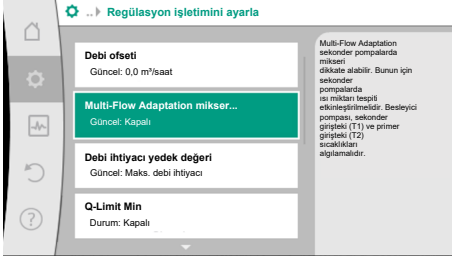 ..▶ Regülasyon işletimini ayarla
Debi ofseti
Güncel: 0,0 m³/saat
Multi-Flow Adaptation mikser...
Güncel: Kapalı
Debi ihtiyacı yedek değeri
Güncel: Maks. debi ihtiyacı
Q-Limit Min
Durum: Kapalı
Multi-Flow Adaptation
sekonder pompalarda
mikseri
dikkate alabilir. Bunun için
sekonder
pompalarda
ısı miktarı tespiti
etkinleştirilmelidir. Besleyici
pompası, sekonder
girişteki (T1) ve primer
girişteki (T2)
sıcaklıkları
algılamalıdır.